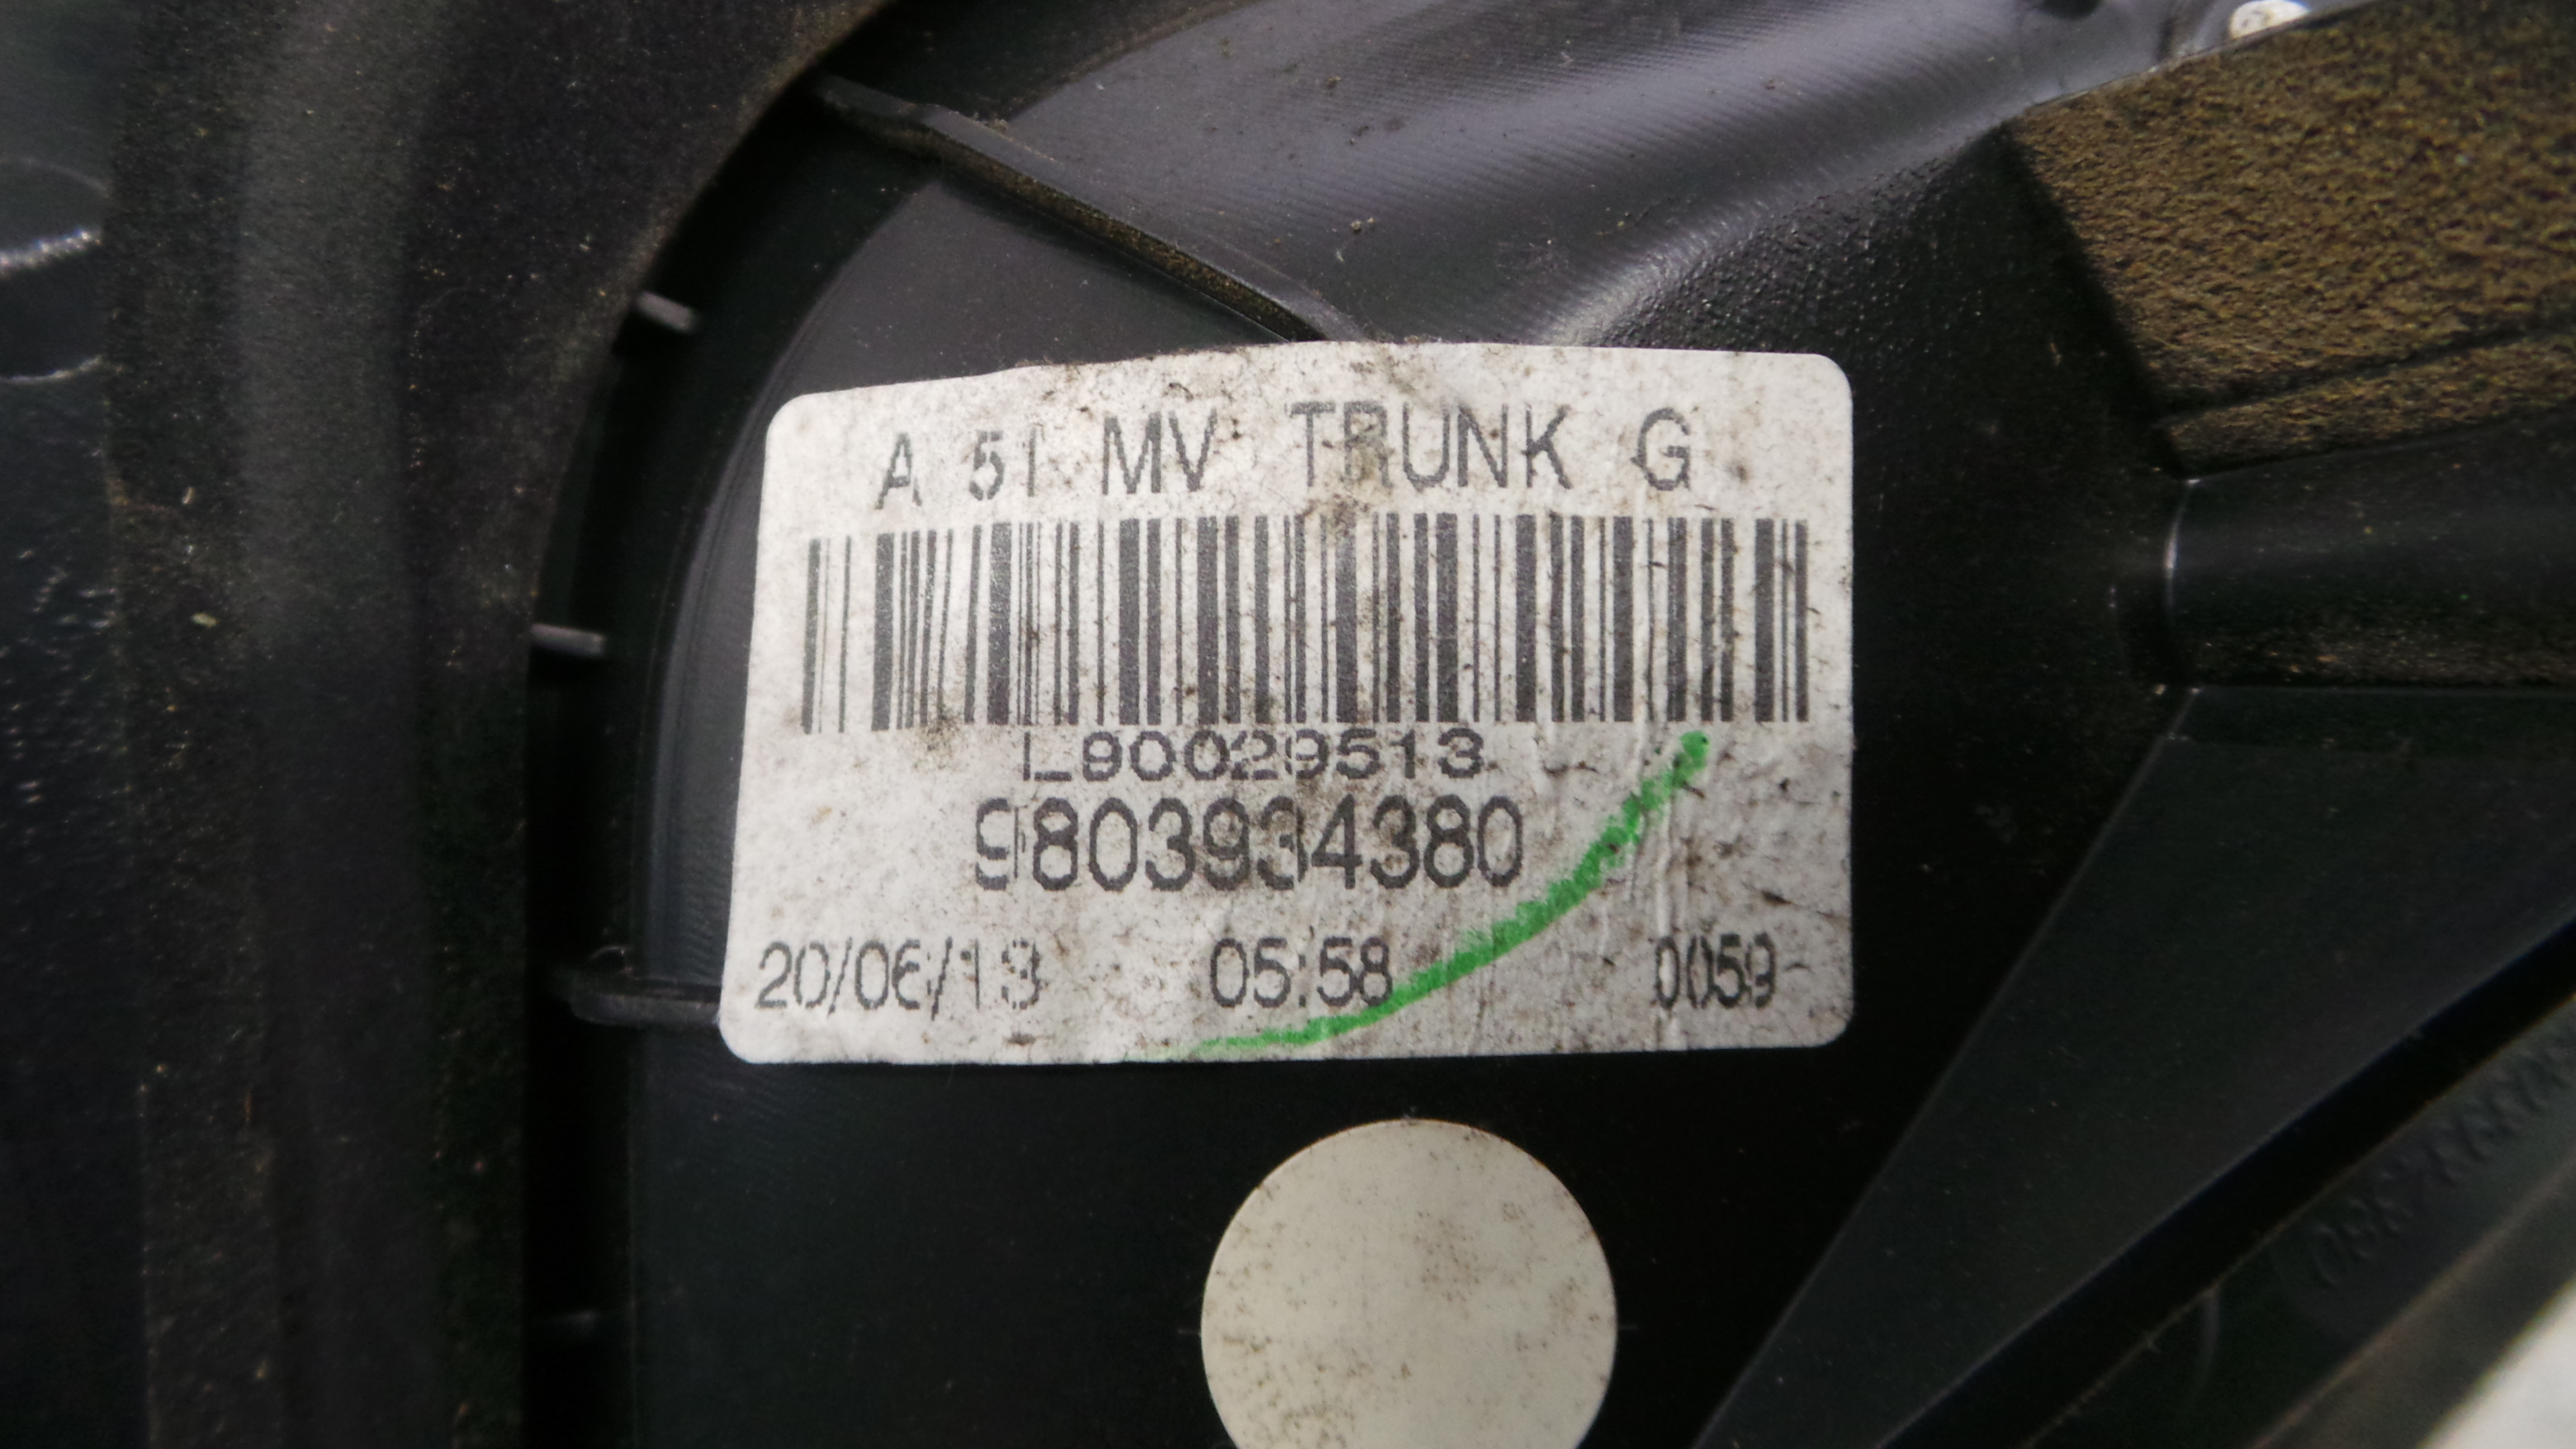 A 51 MV TRUNK G
L90029513
9803934380
20/06/13 05:58 0059